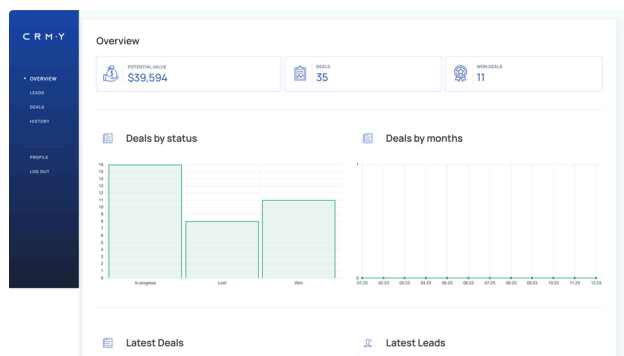 CRM·Y
OVERVIEW
LEADS
DEALS
HISTORY
PROFILE
LOG OUT
Overview
POTENTIAL VALUE
$39,594
DEALS
35
WON DEALS
11
Deals by status
16
15
14
13
12
11
10
9
8
7
6
5
4
3
2
1
0
In progress Lost Won
Deals by months
1
0
01.23 02.23 03.23 04.23 05.23 06.23 07.23 08.23 09.23 10.23 11.23 12.23
Latest Deals
Latest Leads